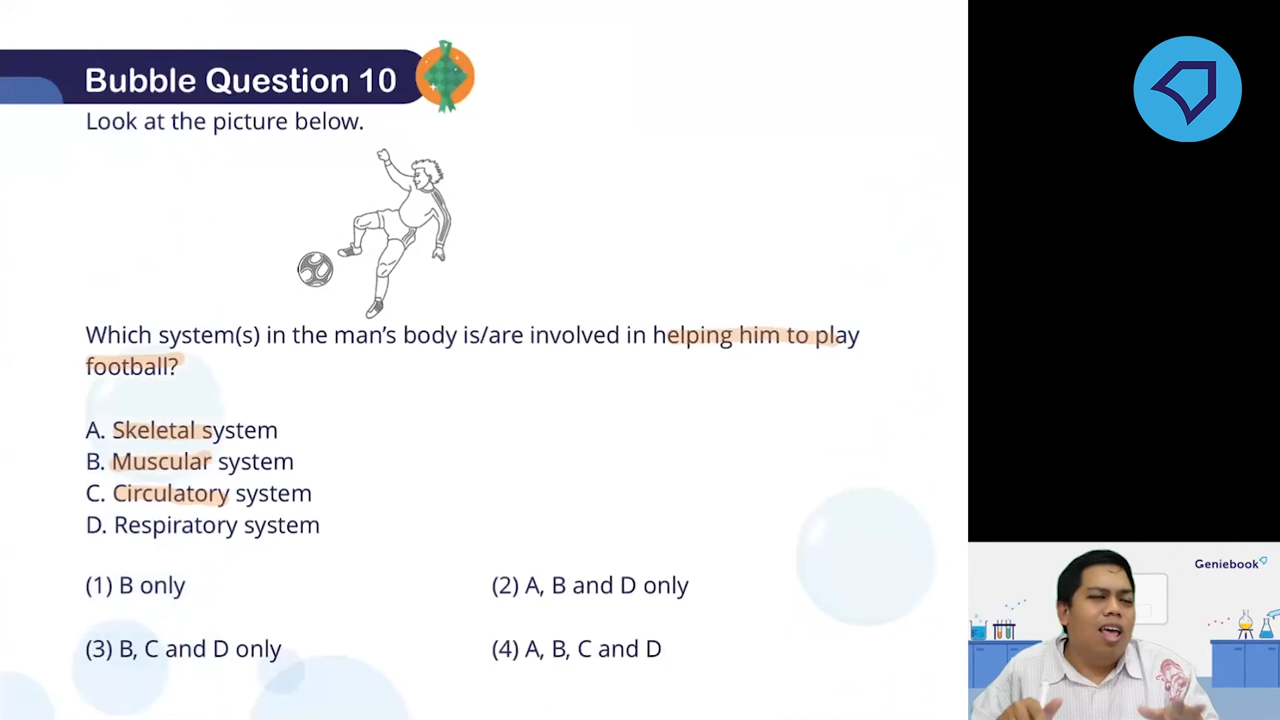 Bubble Question 10
Look at the picture below.
Which system(s) in the man's body is/are involved in helping him to play
football?
A. Skeletal system
B. Muscular system
C. Circulatory system
D. Respiratory system
(1) B only
(2) A, B and D only
(3) B, C and D only
(4) A, B, C and D
Geniebook